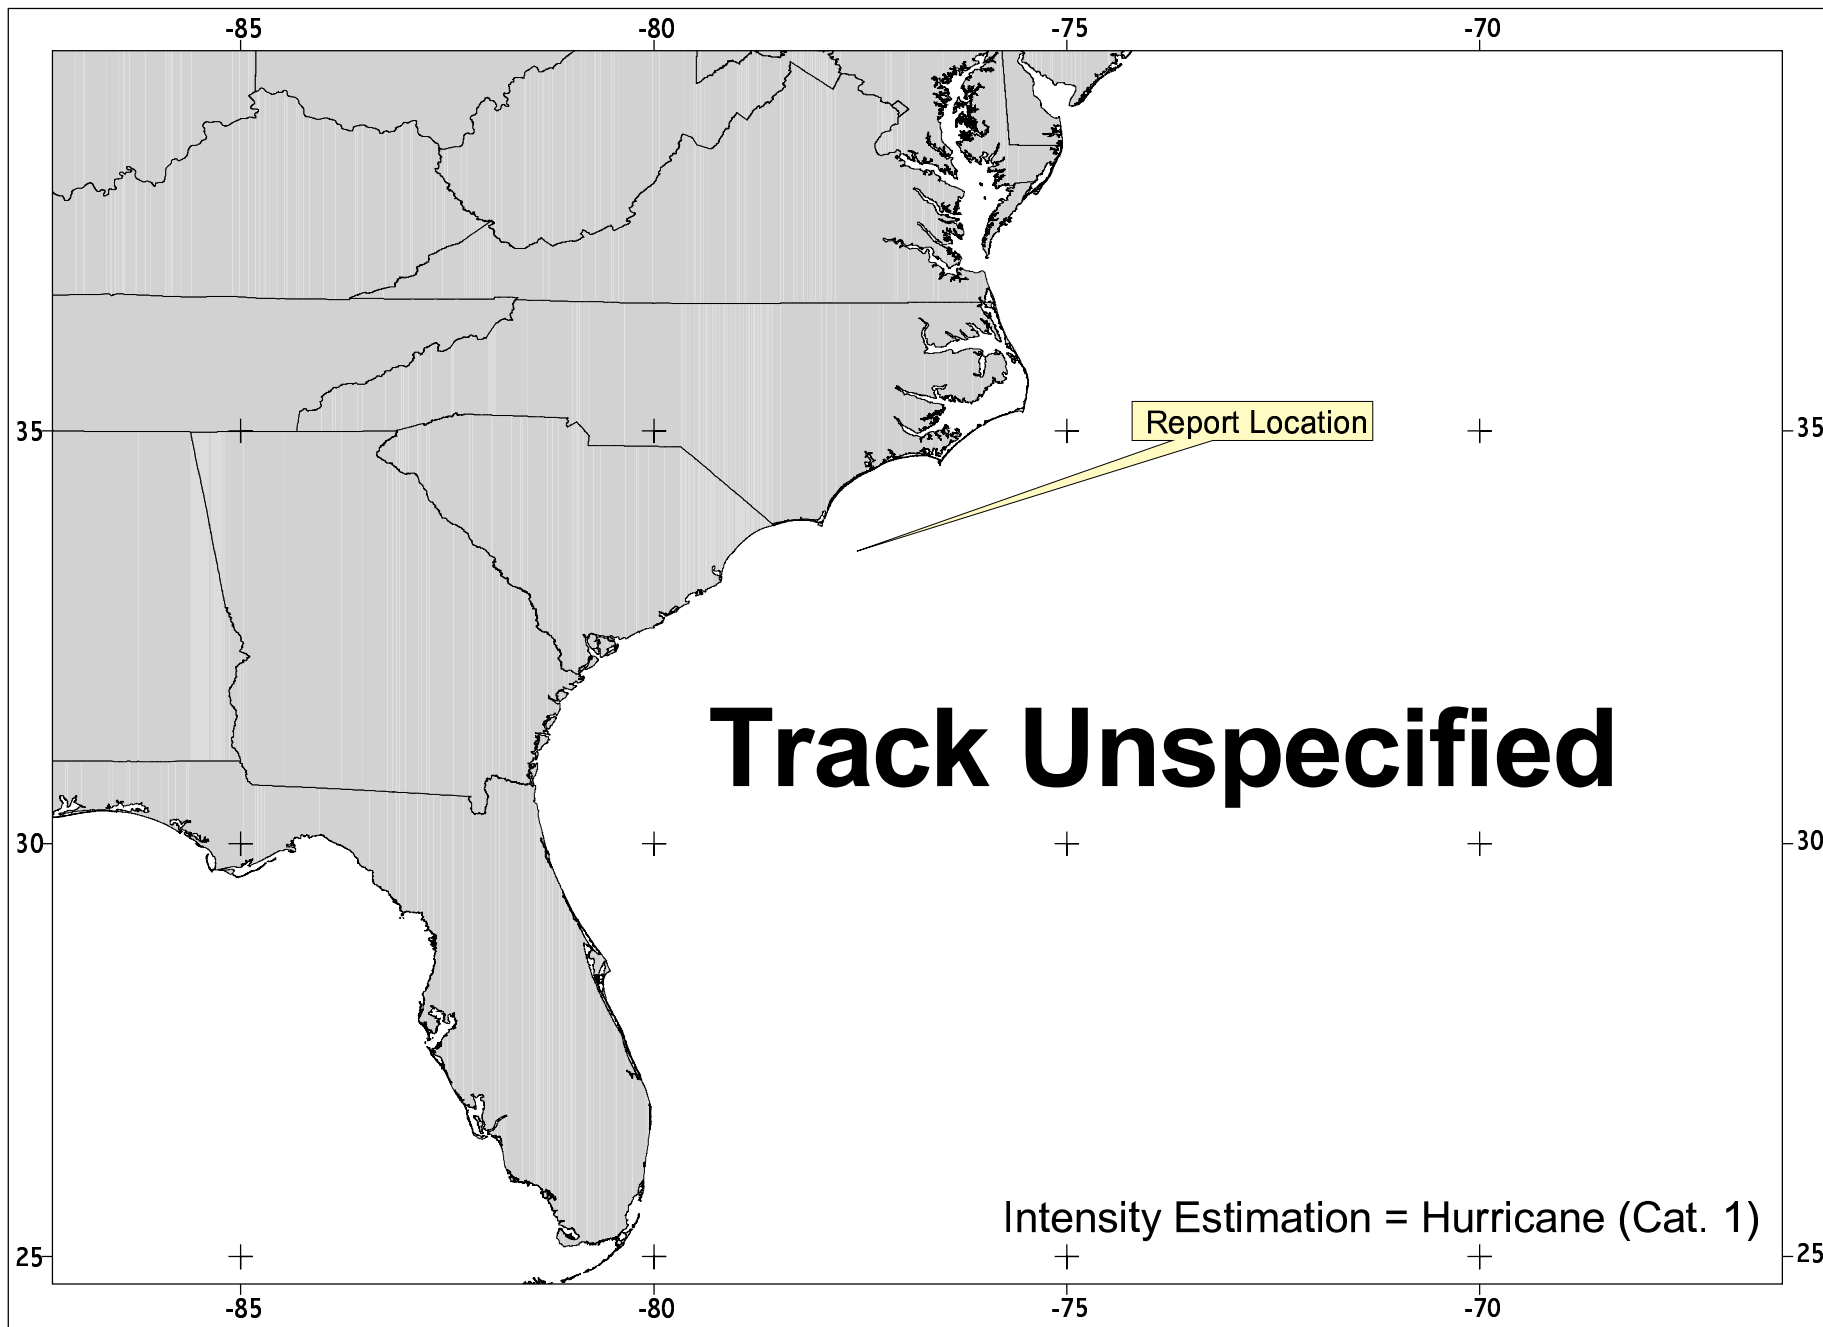 -85 -80 -75 -70
Report Location
35 35
Track Unspecified
30 30
Intensity Estimation = Hurricane (Cat. 1)
25 25
-85 -80 -75 -70